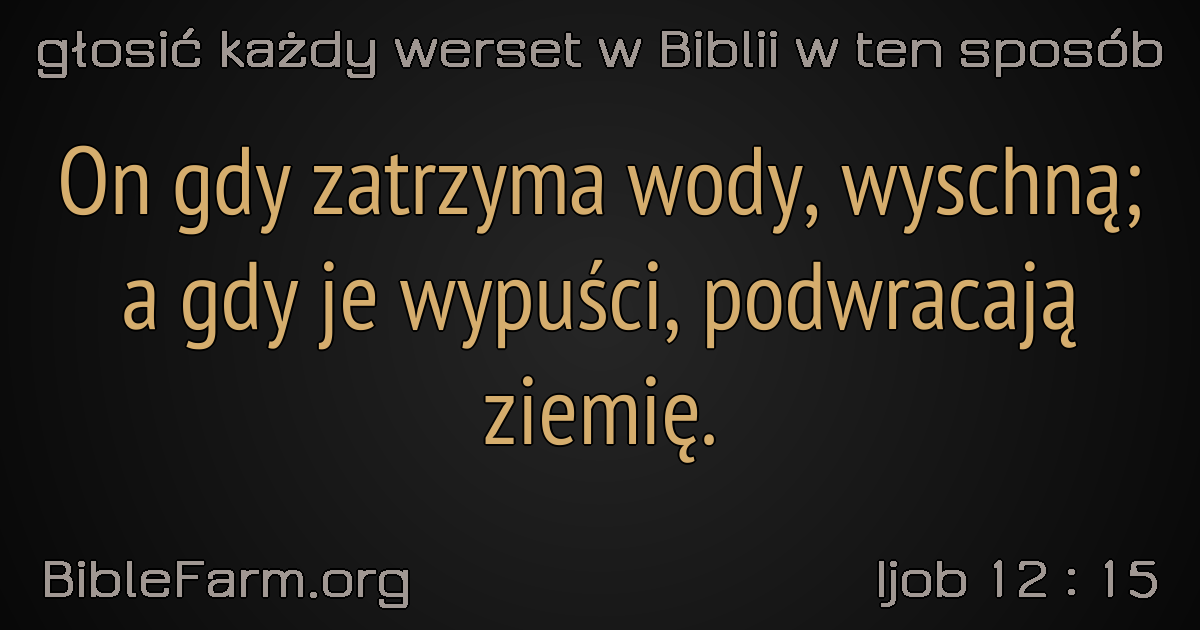 głosić każdy werset w Biblii w ten sposób
On gdy zatrzyma wody, wyschną;
a gdy je wypuści, podwracają
ziemię.
BibleFarm.org
Ijob 12 : 15